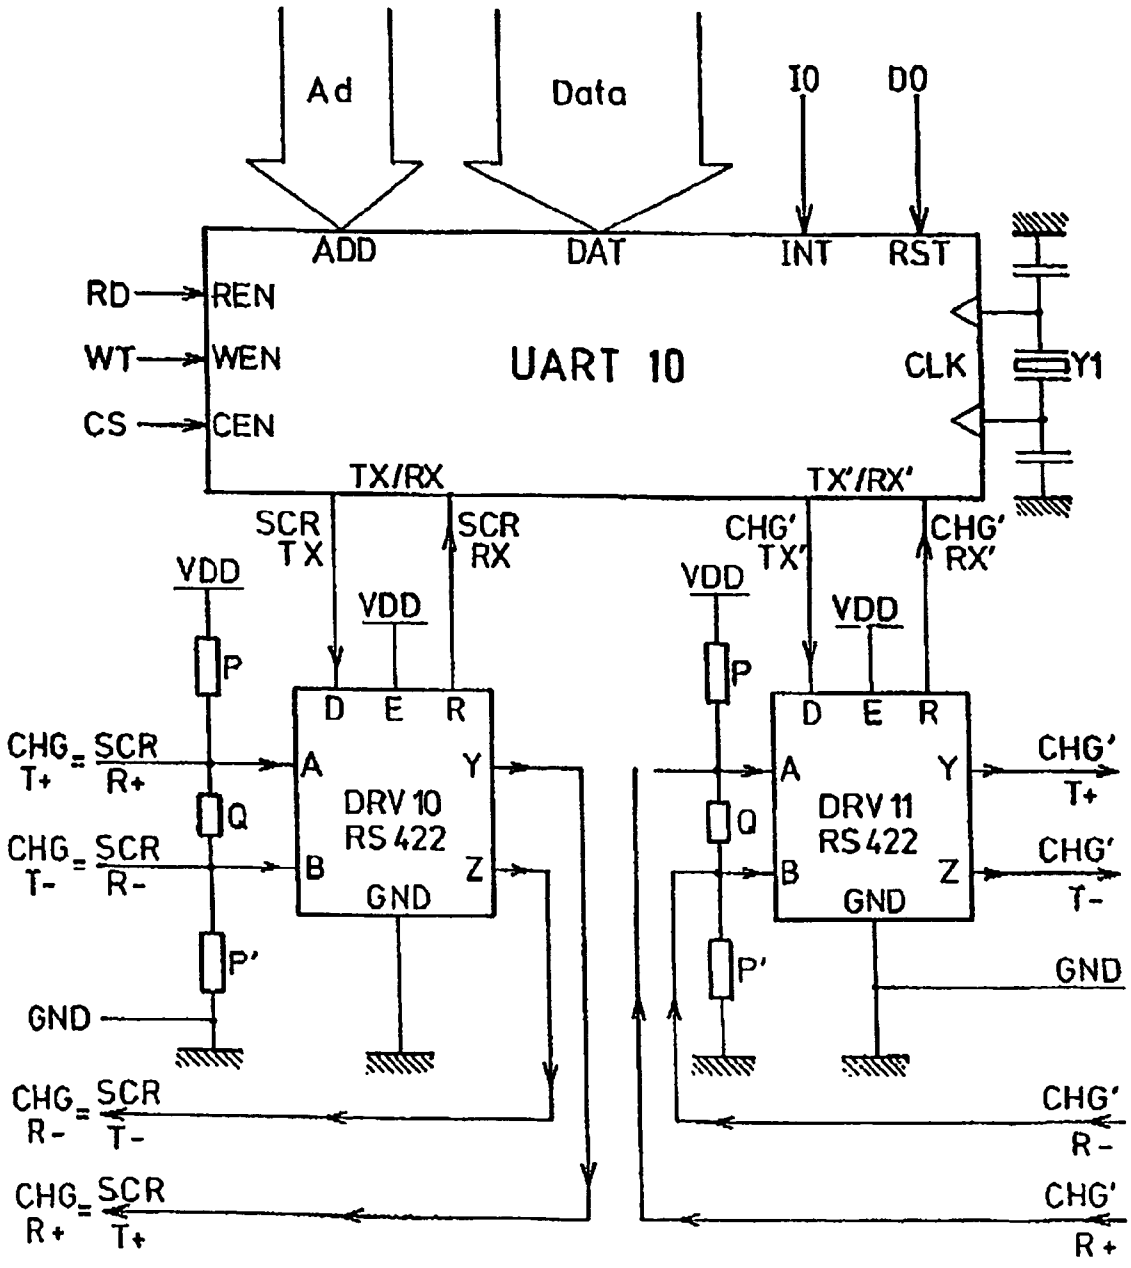 Ad
Data
I0
D0
ADD
DAT
INT
RST
RD
REN
WT
WEN
CS
CEN
UART 10
CLK
Y1
TX/RX
TX'/RX'
SCR
TX
SCR
RX
CHG'
TX'
CHG'
RX'
VDD
VDD
VDD
VDD
P
P
D E R
D E R
CHG = SCR
T+ R+
A
Y
DRV 10
RS 422
Q
CHG = SCR
T- R-
B
Z
GND
A
Y
DRV 11
RS 422
Q
B
Z
GND
CHG'
T+
CHG'
T-
P'
P'
GND
GND
CHG = SCR
R- T-
CHG'
R-
CHG = SCR
R+ T+
CHG'
R+